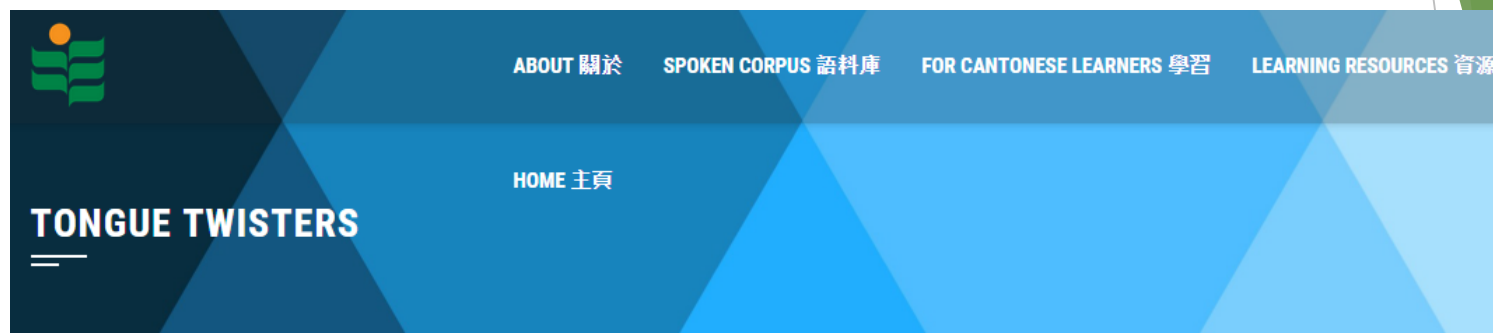 ABOUT 關於 SPOKEN CORPUS 語料庫 FOR CANTONESE LEARNERS 學習 LEARNING RESOURCES 資源
HOME 主頁
TONGUE TWISTERS